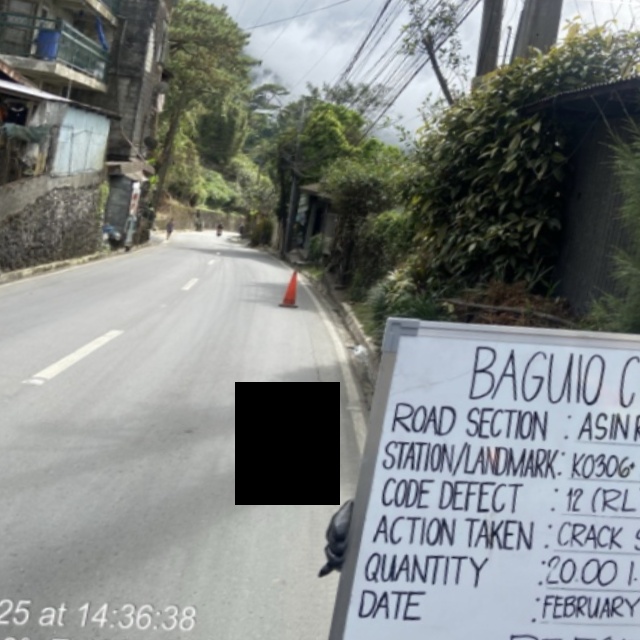 BAGUIO C
ROAD SECTION : ASIN R
STATION/LANDMARK: K0306
CODE DEFECT : 12 (RL
ACTION TAKEN : CRACK S
QUANTITY : 20.00 l.
DATE : FEBRUARY
25 at 14:36:38